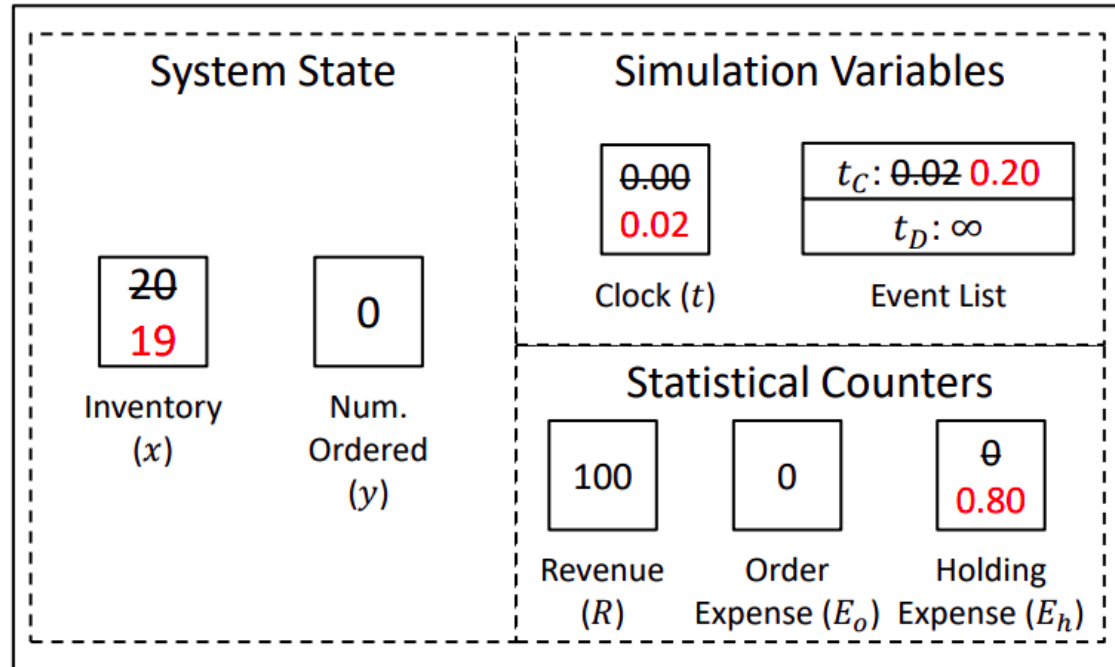 System State
20
19
0
Inventory
(x)
Num.
Ordered
(y)
Simulation Variables
0.00
0.02
t_C: 0.02 0.20
t_D: ∞
Clock (t)
Event List
Statistical Counters
100
0
0
0.80
Revenue
(R)
Order
Expense (E_o)
Holding
Expense (E_h)